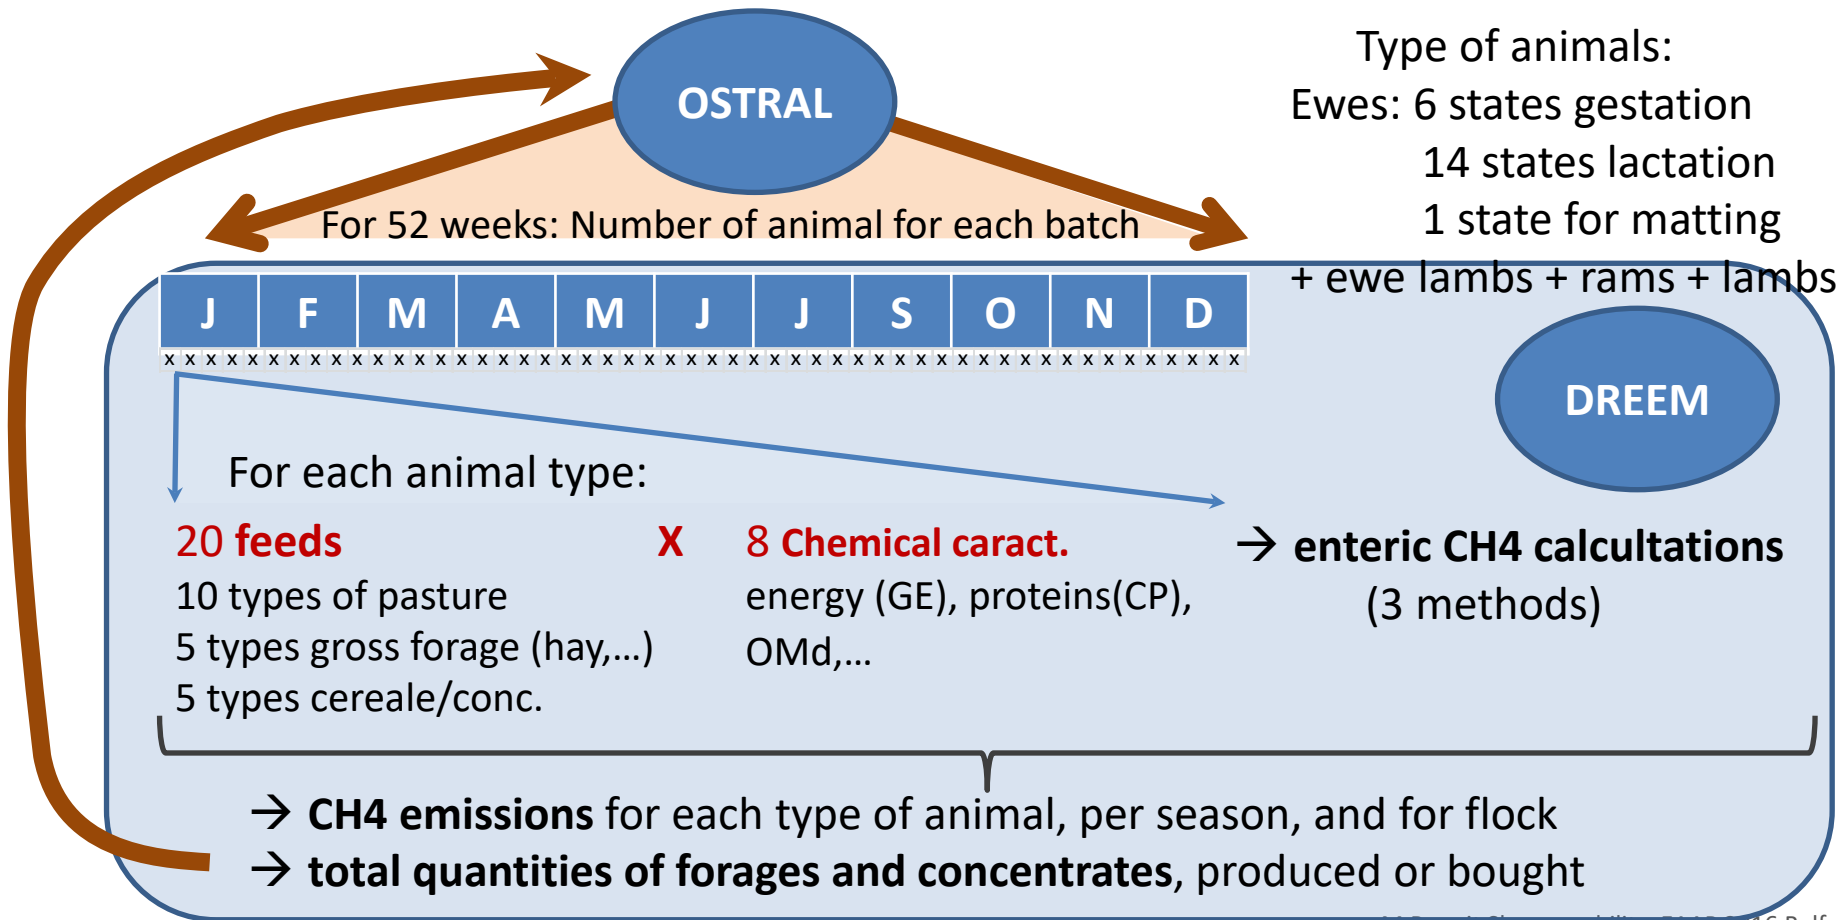 OSTRAL
Type of animals:
Ewes: 6 states gestation
14 states lactation
1 state for matting
+ ewe lambs + rams + lambs
For 52 weeks: Number of animal for each batch
J F M A M J J S O N D
x x x x x x x x x x x x x x x x x x x x x x x x x x x x x x x x x x x x x x x x x x x x x x x x x x x x
DREEM
For each animal type:
20 feeds X 8 Chemical caract. → enteric CH4 calcultations
10 types of pasture energy (GE), proteins(CP), (3 methods)
5 types gross forage (hay,...) OMd,...
5 types cereale/conc.
→ CH4 emissions for each type of animal, per season, and for flock
→ total quantities of forages and concentrates, produced or bought